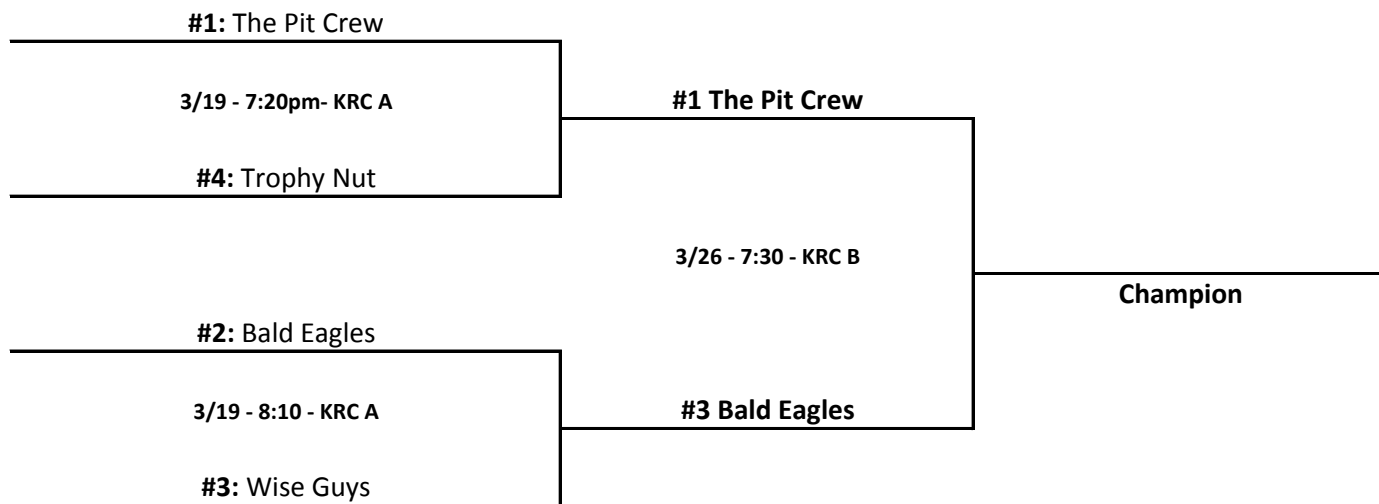 #1: The Pit Crew
3/19 - 7:20pm- KRC A
#1 The Pit Crew
#4: Trophy Nut
3/26 - 7:30 - KRC B
Champion
#2: Bald Eagles
3/19 - 8:10 - KRC A
#3 Bald Eagles
#3: Wise Guys